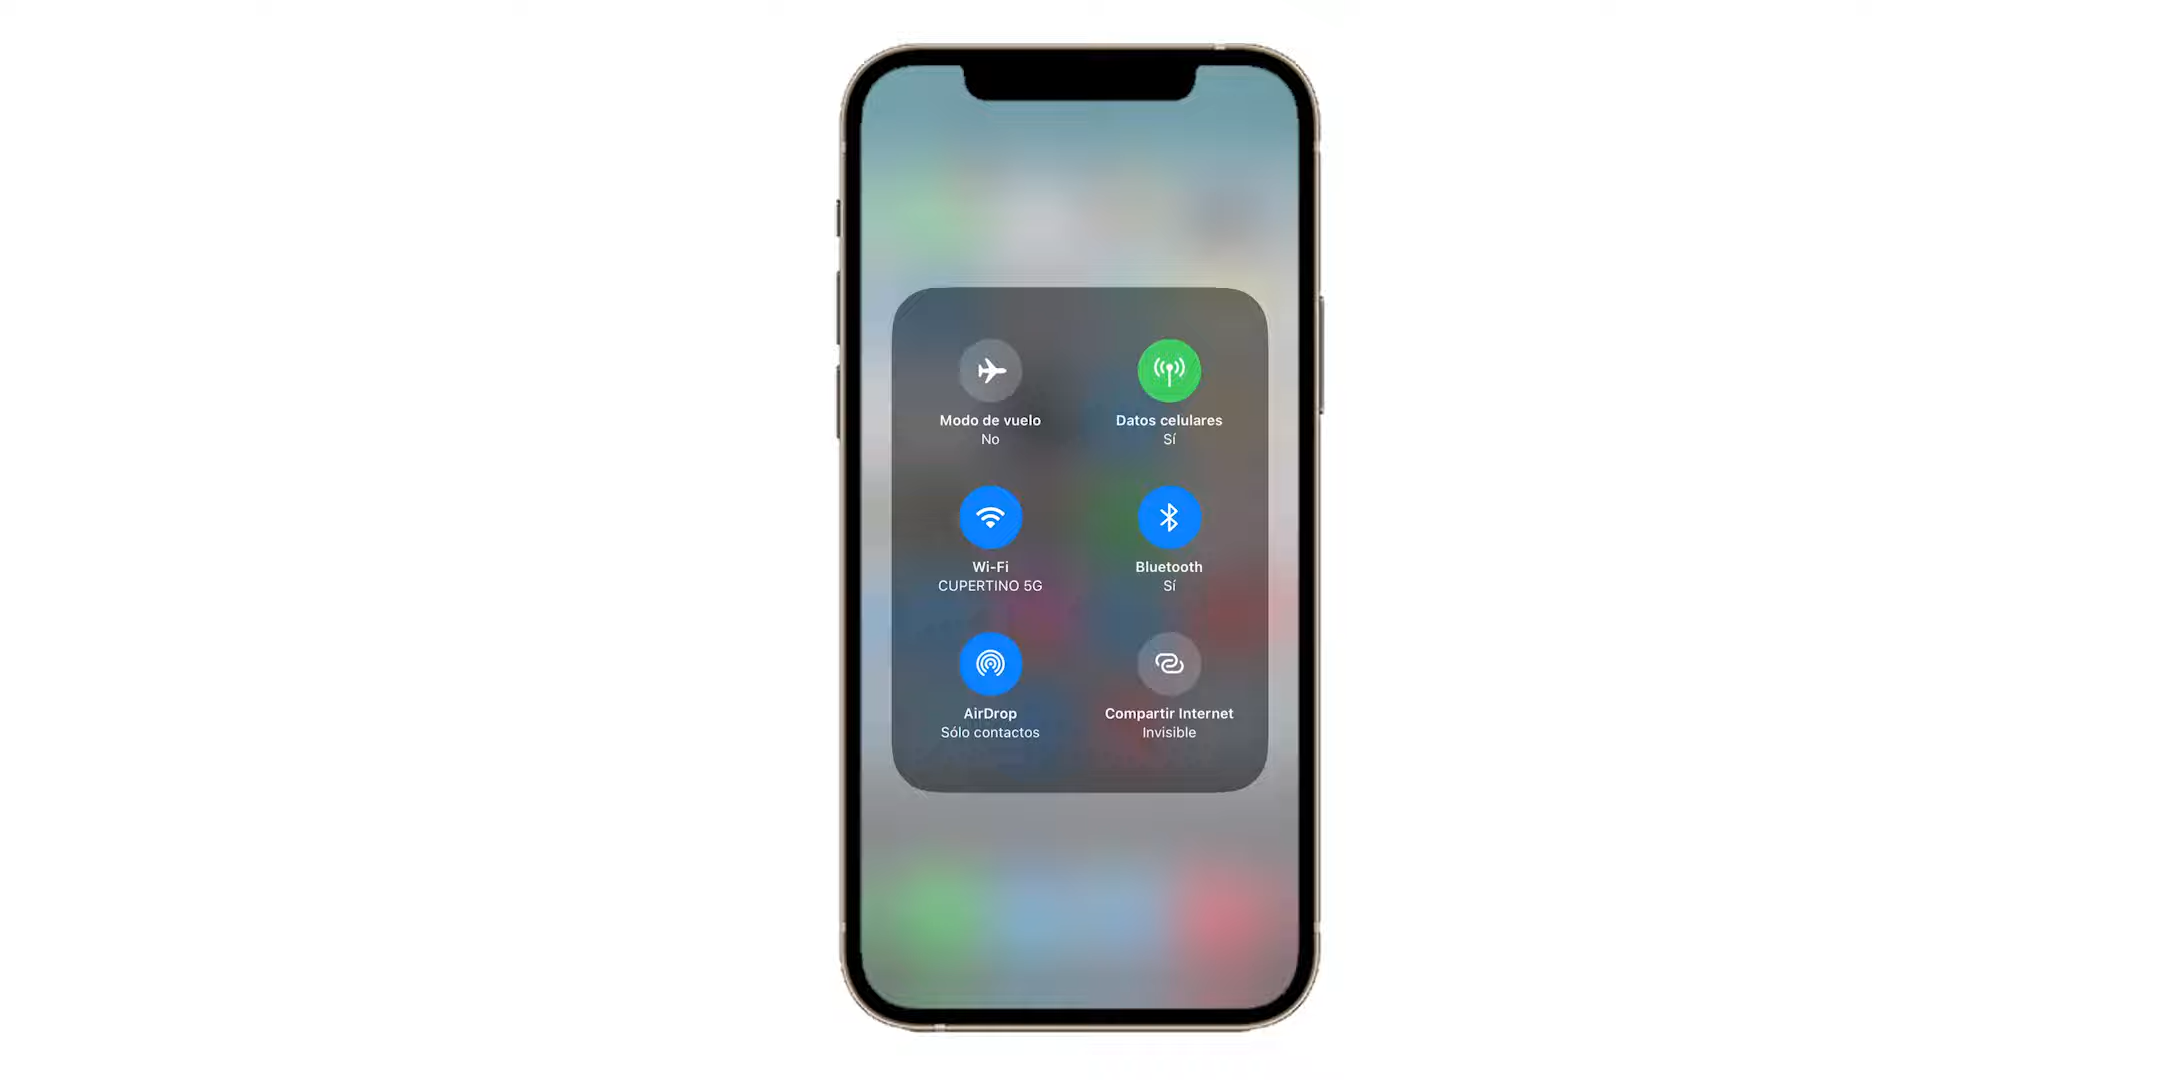 Modo de vuelo
No
Datos celulares
Sí
Wi-Fi
CUPERTINO 5G
Bluetooth
Sí
AirDrop
Sólo contactos
Compartir Internet
Invisible